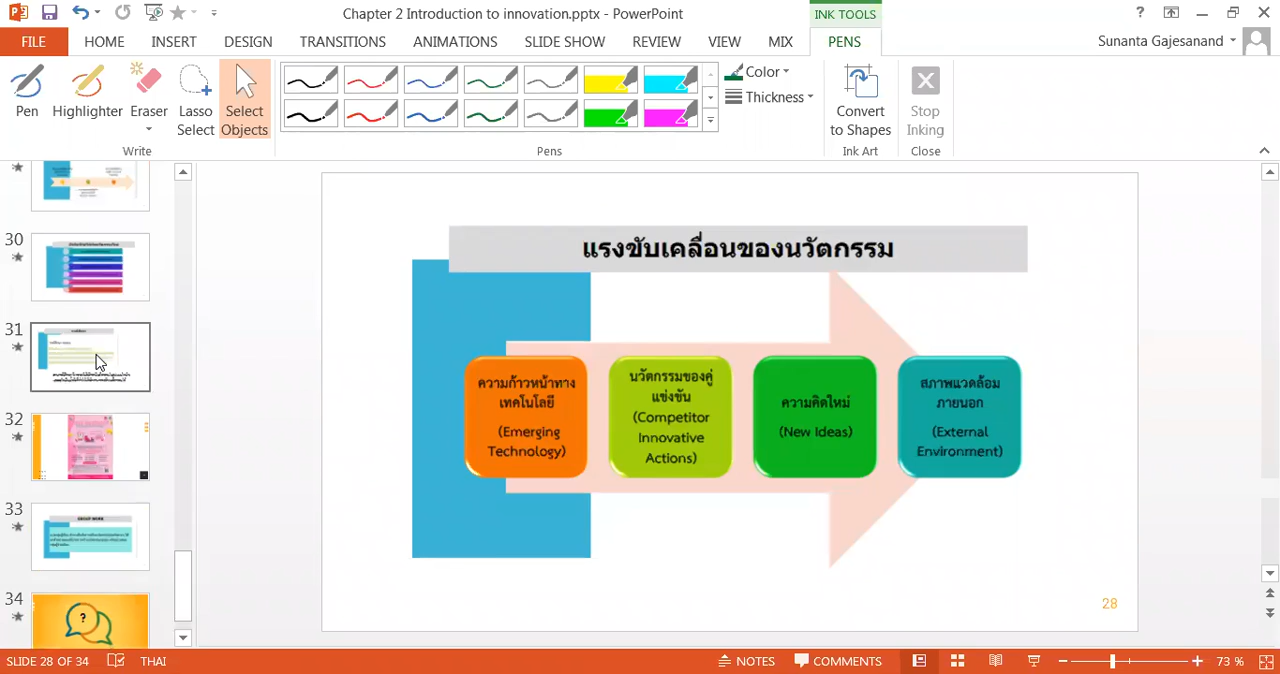 Chapter 2 Introduction to innovation.pptx - PowerPoint
INK TOOLS
FILE
HOME
INSERT
DESIGN
TRANSITIONS
ANIMATIONS
SLIDE SHOW
REVIEW
VIEW
MIX
PENS
Sunanta Gajesanand
Pen
Highlighter
Eraser
Lasso Select
Select Objects
Color
Thickness
Convert to Shapes
Stop Inking
Write
Pens
Ink Art
Close
30
31
32
33
GROUP WORK
34
?
แรงขับเคลื่อนของนวัตกรรม
ความก้าวหน้าทาง
เทคโนโลยี
(Emerging
Technology)
นวัตกรรมของคู่
แข่งขัน
(Competitor
Innovative
Actions)
ความคิดใหม่
(New Ideas)
สภาพแวดล้อม
ภายนอก
(External
Environment)
28
SLIDE 28 OF 34
THAI
NOTES
COMMENTS
73 %